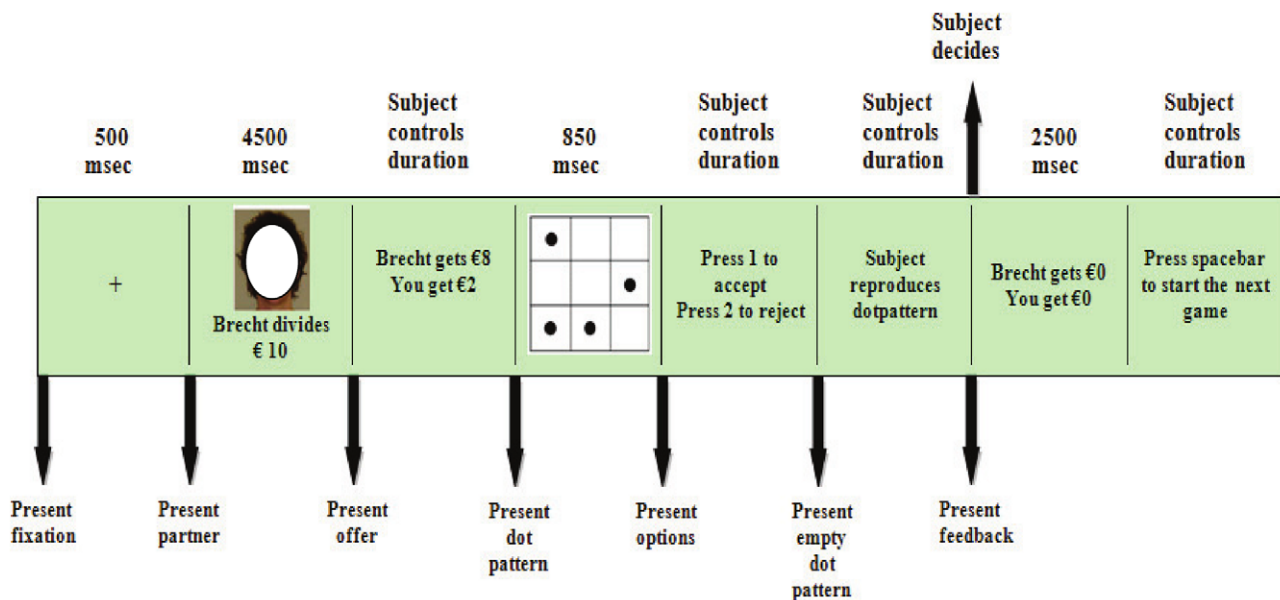 Subject
decides
500
msec
4500
msec
Subject
controls
duration
850
msec
Subject
controls
duration
Subject
controls
duration
2500
msec
Subject
controls
duration
+
Brecht divides
€ 10
Brecht gets €8
You get €2
Press 1 to
accept
Press 2 to reject
Subject
reproduces
dotpattern
Brecht gets €0
You get €0
Press spacebar
to start the next
game
Present
fixation
Present
partner
Present
offer
Present
dot
pattern
Present
options
Present
empty
dot
pattern
Present
feedback